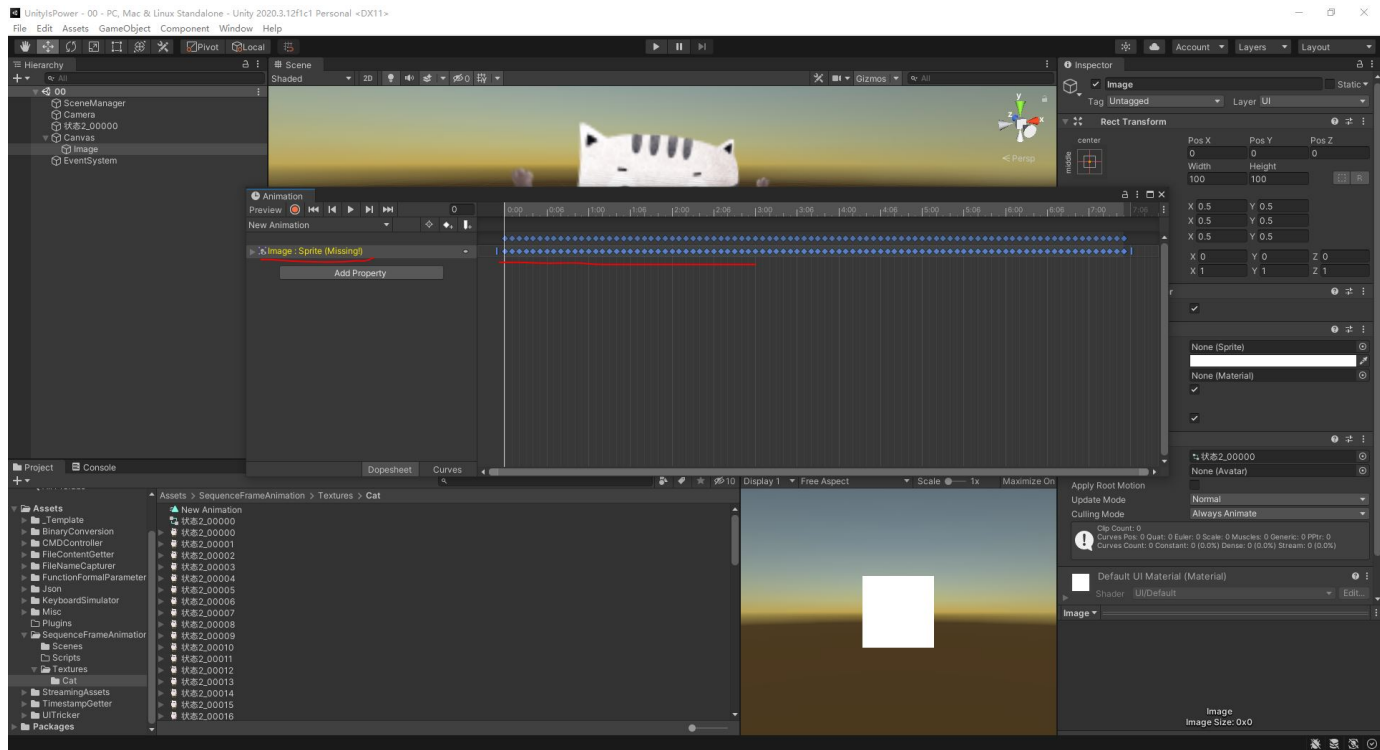 UnityIsPower - 00 - PC, Mac & Linux Standalone - Unity 2020.3.12f1c1 Personal <DX11>
File Edit Assets GameObject Component Window Help
Pivot Local Account Layers Layout
Hierarchy
All
00
SceneManager
Camera
状态2_00000
Canvas
Image
EventSystem
Scene
Shaded 2D 0 Gizmos All
y
z x
Persp
Animation
Preview 0
0:00 0:06 1:00 1:06 2:00 2:06 3:00 3:06 4:00 4:06 5:00 5:06 6:00 6:06 7:00 7:06
New Animation
Image : Sprite (Missing!)
Add Property
Dopesheet Curves
Inspector
Image Static
Tag Untagged Layer UI
Rect Transform
center Pos X Pos Y Pos Z
middle 0 0 0
Width Height
100 100 R
X 0.5 Y 0.5
X 0.5 Y 0.5
X 0.5 Y 0.5
X 0 Y 0 Z 0
X 1 Y 1 Z 1
None (Sprite)
None (Material)
状态2_00000
None (Avatar)
Apply Root Motion
Update Mode Normal
Culling Mode Always Animate
Clip Count: 0
Curves Pos: 0 Quat: 0 Euler: 0 Scale: 0 Muscles: 0 Generic: 0 PPtr: 0
Curves Count: 0 Constant: 0 (0.0%) Dense: 0 (0.0%) Stream: 0 (0.0%)
Default UI Material (Material)
Shader UI/Default Edit...
Image
Image
Image Size: 0x0
Project Console
10
Assets
_Template
BinaryConversion
CMDController
FileContentGetter
FileNameCapturer
FunctionFormalParameter
Json
KeyboardSimulator
Misc
Plugins
SequenceFrameAnimation
Scenes
Scripts
Textures
Cat
StreamingAssets
TimestampGetter
UITricker
Packages
Assets > SequenceFrameAnimation > Textures > Cat
New Animation
状态2_00000
状态2_00000
状态2_00001
状态2_00002
状态2_00003
状态2_00004
状态2_00005
状态2_00006
状态2_00007
状态2_00008
状态2_00009
状态2_00010
状态2_00011
状态2_00012
状态2_00013
状态2_00014
状态2_00015
状态2_00016
Display 1 Free Aspect Scale 1x Maximize On